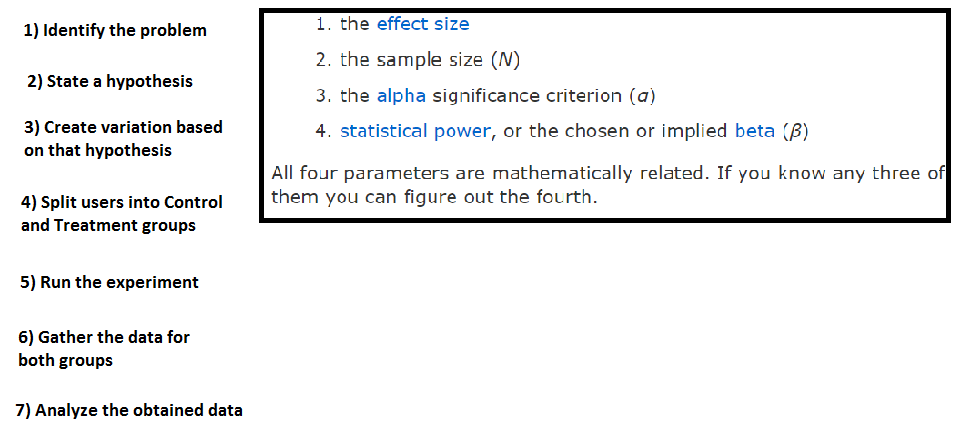 1) Identify the problem
2) State a hypothesis
3) Create variation based
on that hypothesis
4) Split users into Control
and Treatment groups
5) Run the experiment
6) Gather the data for
both groups
7) Analyze the obtained data
1. the effect size
2. the sample size (N)
3. the alpha significance criterion (α)
4. statistical power, or the chosen or implied beta (β)
All four parameters are mathematically related. If you know any three of
them you can figure out the fourth.